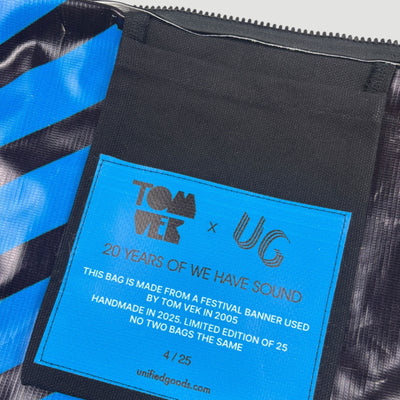 TOM VEK x UG
20 YEARS OF WE HAVE SOUND
THIS BAG IS MADE FROM A FESTIVAL BANNER USED
BY TOM VEK IN 2005
HANDMADE IN 2025, LIMITED EDITION OF 25
NO TWO BAGS THE SAME
4 / 25
unifiedgoods.com